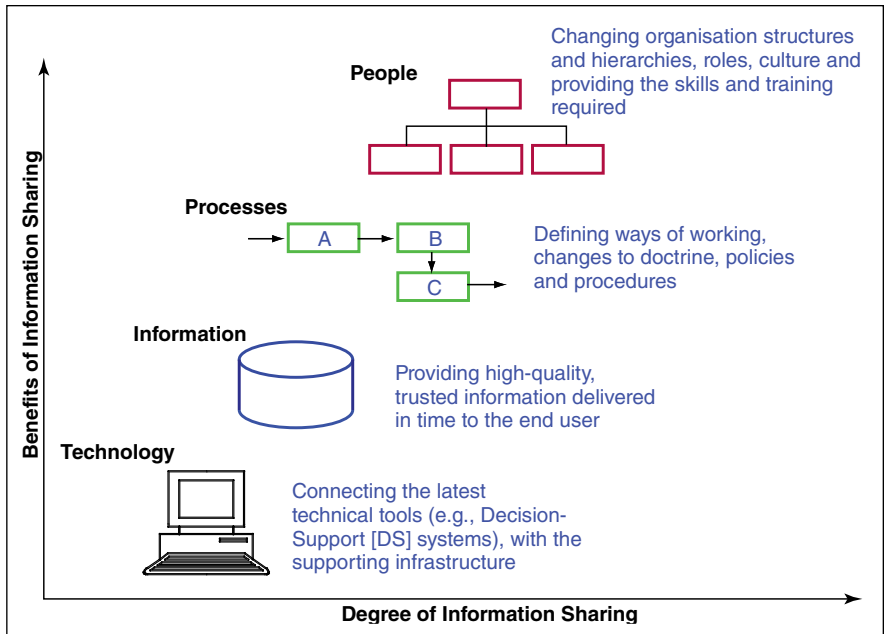 People
Changing organisation structures
and hierarchies, roles, culture and
providing the skills and training
required
Processes
A
B
C
Defining ways of working,
changes to doctrine, policies
and procedures
Information
Providing high-quality,
trusted information delivered
in time to the end user
Technology
Connecting the latest
technical tools (e.g., Decision-
Support [DS] systems), with the
supporting infrastructure
Benefits of Information Sharing
Degree of Information Sharing